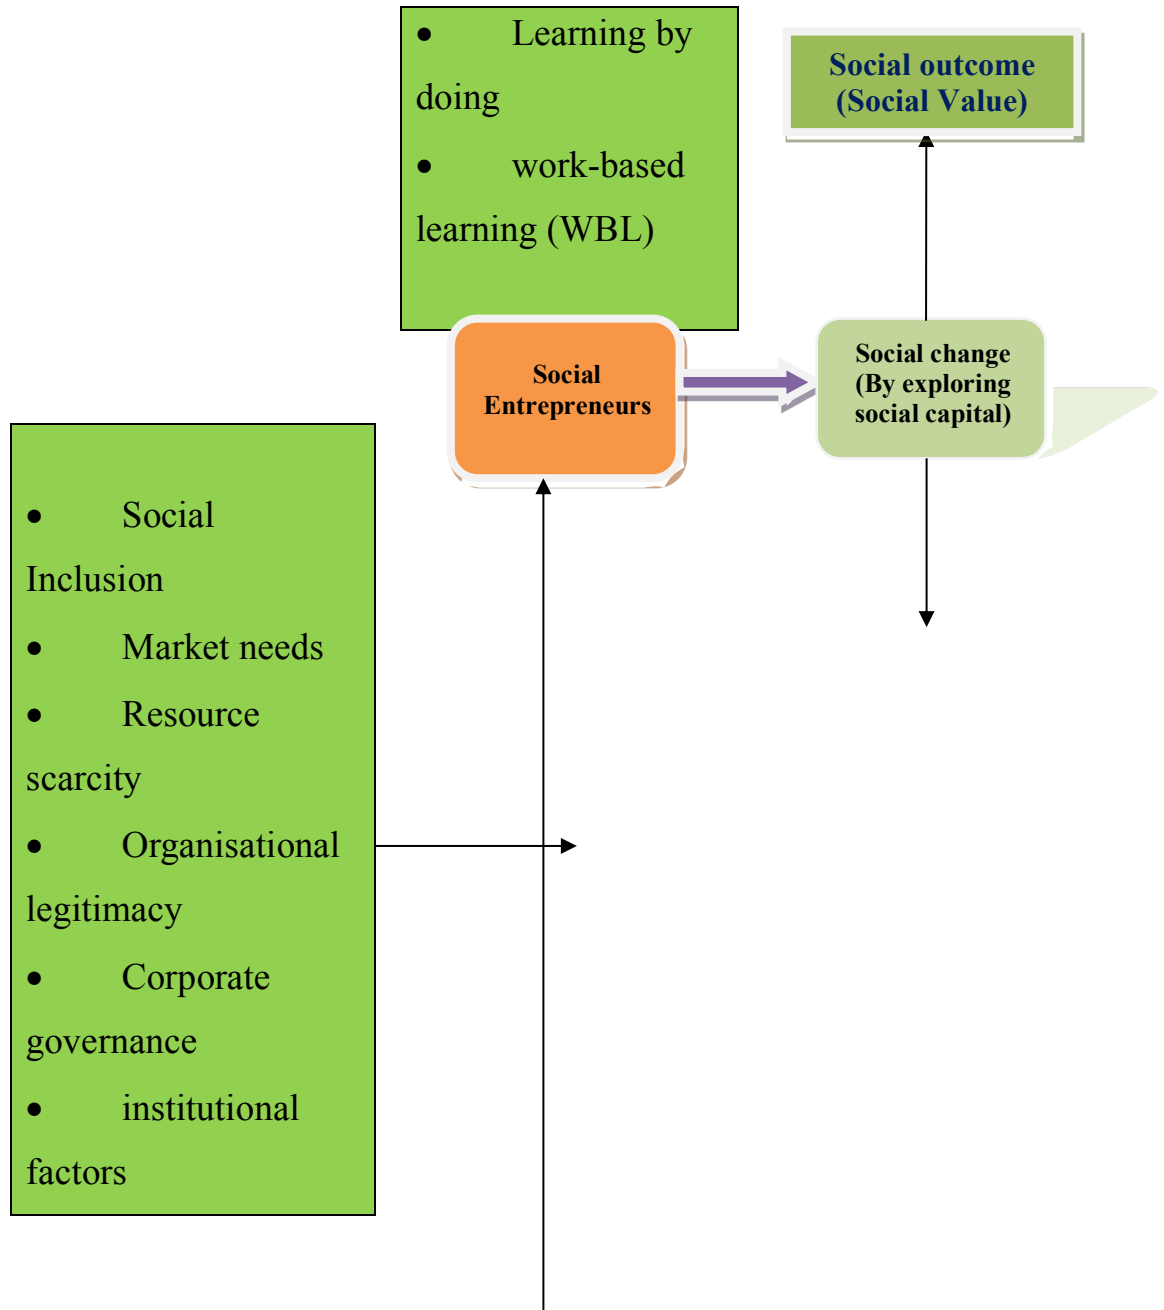 • Learning by
doing
• work-based
learning (WBL)
Social outcome
(Social Value)
Social
Entrepreneurs
Social change
(By exploring
social capital)
• Social
Inclusion
• Market needs
• Resource
scarcity
• Organisational
legitimacy
• Corporate
governance
• institutional
factors